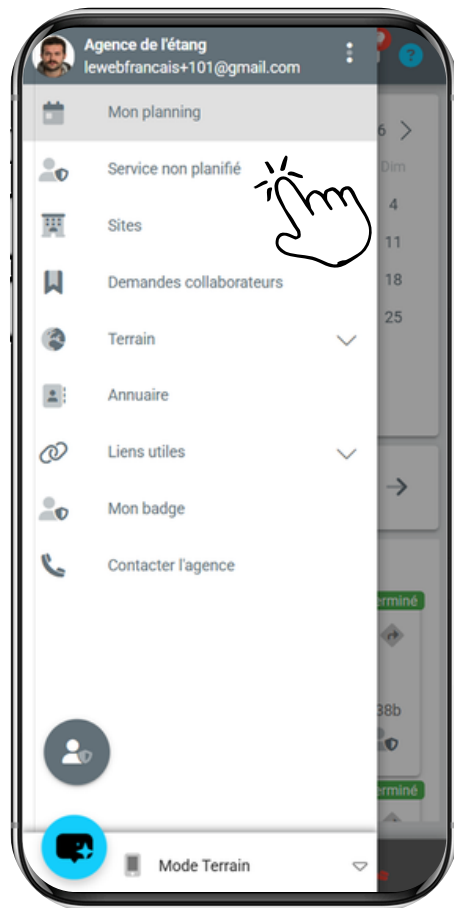 Agence de l'étang
lewebfrancais+101@gmail.com
?
?
Mon planning
6
Service non planifié
Dim
Sites
4
11
Demandes collaborateurs
18
Terrain
25
Annuaire
Liens utiles
Mon badge
Contacter l'agence
erminé
38b
erminé
Mode Terrain